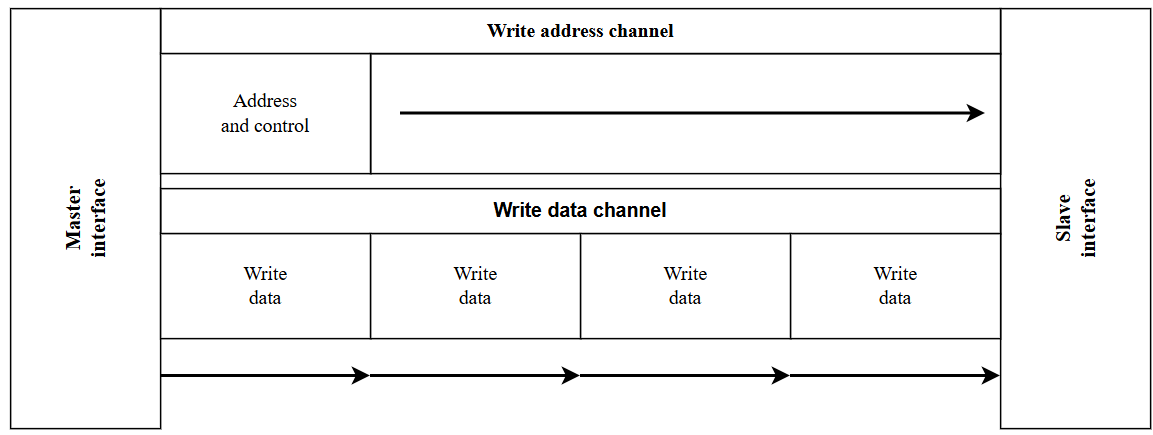 Write address channel
Address
and control
Master
interface
Slave
interface
Write data channel
Write
data
Write
data
Write
data
Write
data